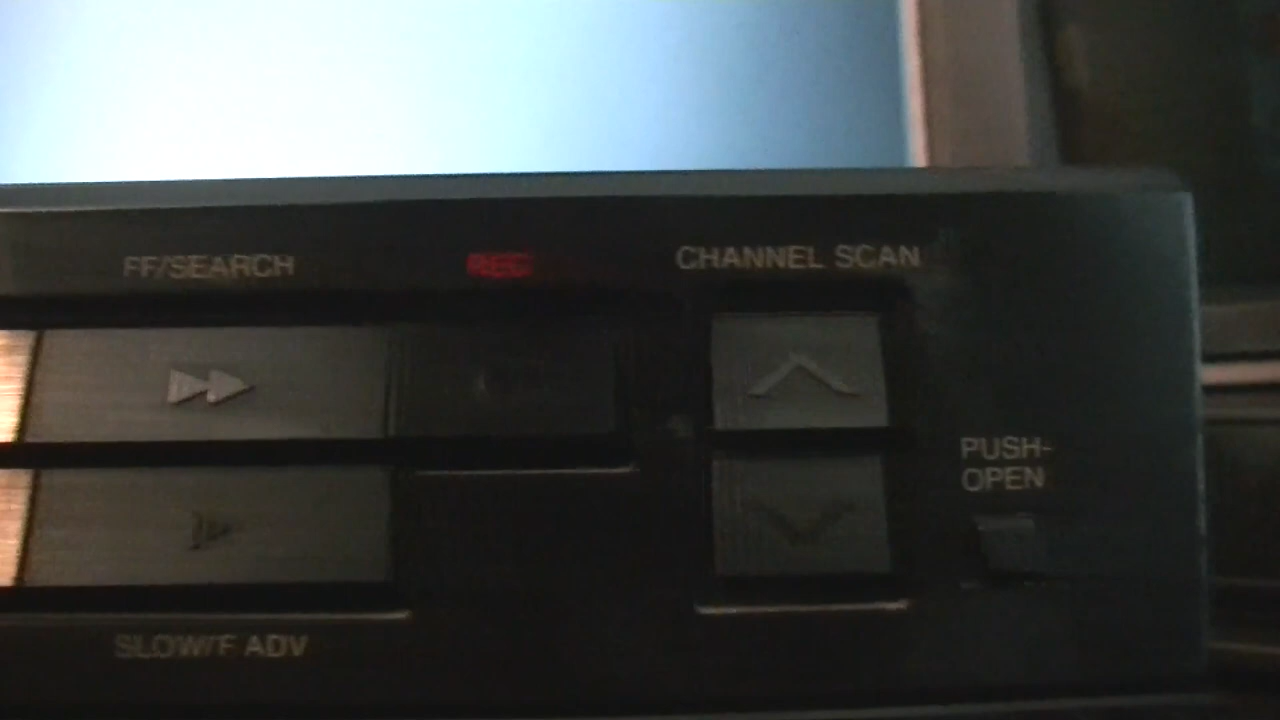 FF/SEARCH
REC
CHANNEL SCAN
PUSH-
OPEN
SLOW/F ADV